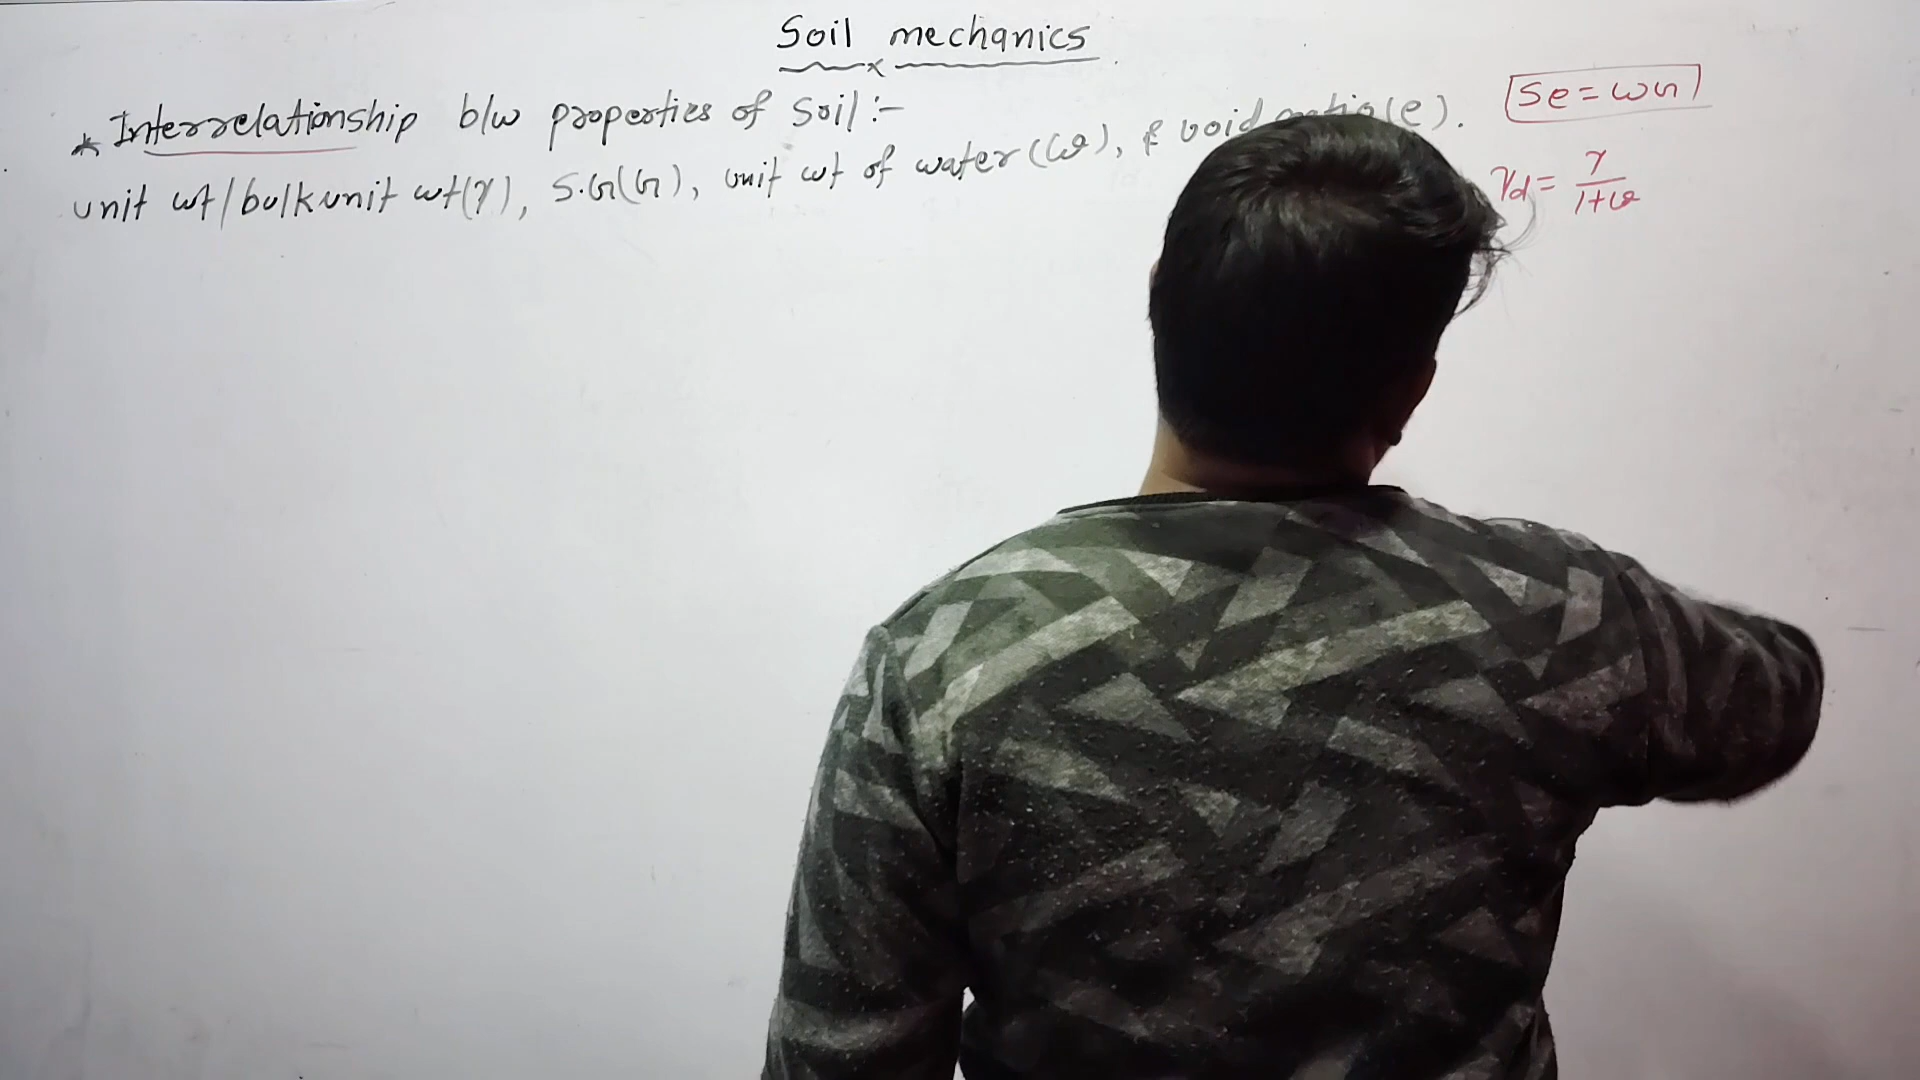 Soil mechanics
* Interrelationship b/w properties of Soil :-
unit wt/bulk unit wt(γ), S.G(G), unit wt of water(ω), & void ratio(e).
Se = ωG
γd = γ/1+ω